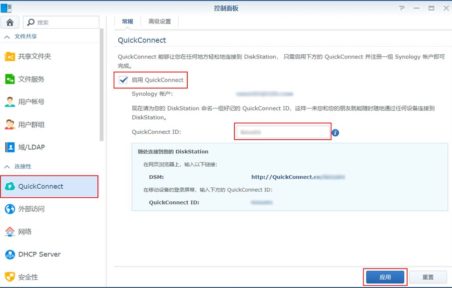 控制面板
搜索
常规
高级设置
文件共享
共享文件夹
文件服务
用户帐号
用户群组
域/LDAP
连接性
QuickConnect
外部访问
网络
DHCP Server
安全性
QuickConnect
QuickConnect 能够让您在任何地方轻松地连接到 DiskStation，只需启用下方的 QuickConnect 并注册一组 Synology 帐户即可
完成。
启用 QuickConnect
Synology 帐户:
现在请为您的 DiskStation 命名一组好记的 QuickConnect ID，这样一来您和您的朋友就能随时随地通过任何设备连接到
DiskStation。
QuickConnect ID:
随处连接到您的 DiskStation
在网页浏览器上，输入以下链接:
DSM: http://QuickConnect.cn/
在移动设备的登录屏幕，输入下方的 QuickConnect ID:
QuickConnect ID:
应用
重置